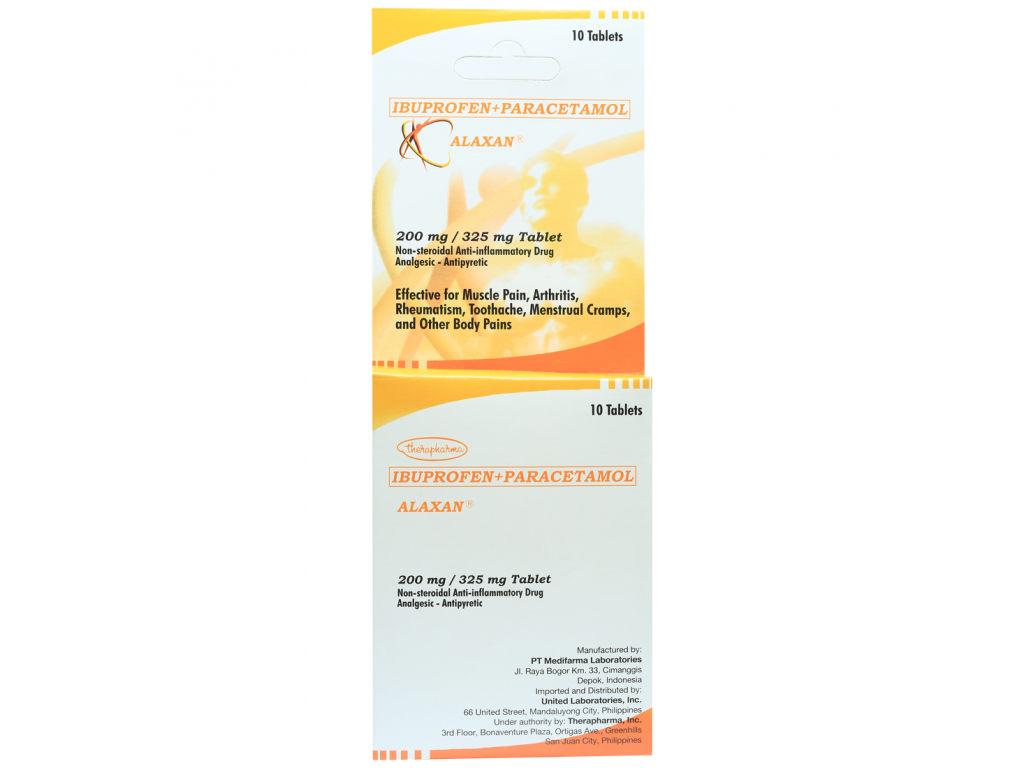 10 Tablets
IBUPROFEN+PARACETAMOL
ALAXAN®
200 mg / 325 mg Tablet
Non-steroidal Anti-inflammatory Drug
Analgesic - Antipyretic
Effective for Muscle Pain, Arthritis,
Rheumatism, Toothache, Menstrual Cramps,
and Other Body Pains
10 Tablets
therapharma
IBUPROFEN+PARACETAMOL
ALAXAN®
200 mg / 325 mg Tablet
Non-steroidal Anti-inflammatory Drug
Analgesic - Antipyretic
Manufactured by:
PT Medifarma Laboratories
Jl. Raya Bogor Km. 33, Cimanggis
Depok, Indonesia
Imported and Distributed by:
United Laboratories, Inc.
66 United Street, Mandaluyong City, Philippines
Under authority by: Therapharma, Inc.
3rd Floor, Bonaventure Plaza, Ortigas Ave., Greenhills
San Juan City, Philippines